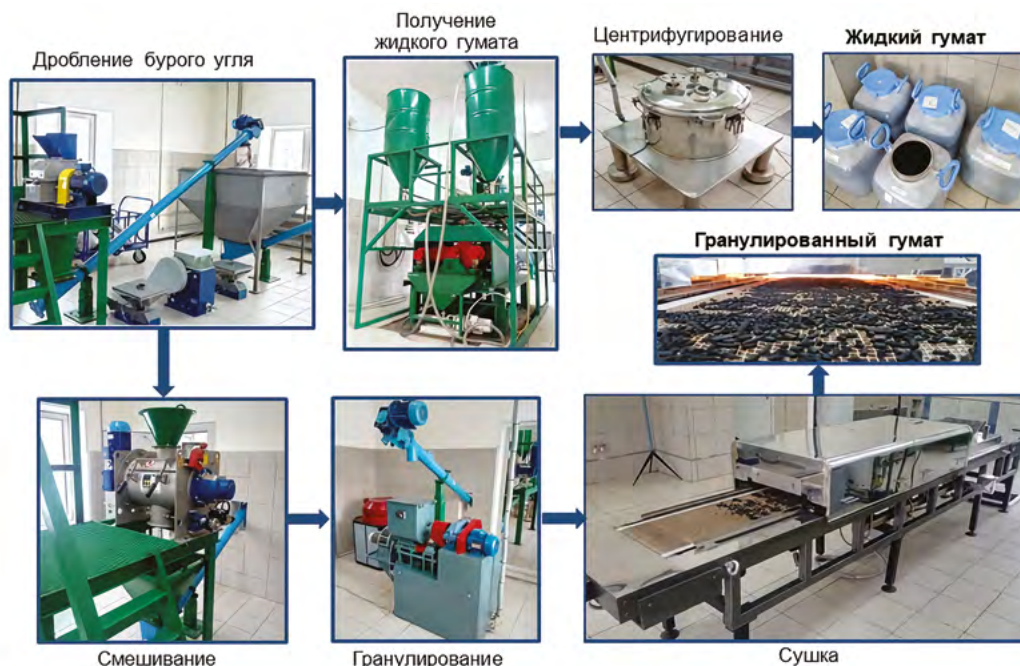 Дробление бурого угля
Получение
жидкого гумата
Центрифугирование
Жидкий гумат
Гранулированный гумат
Смешивание
Гранулирование
Сушка